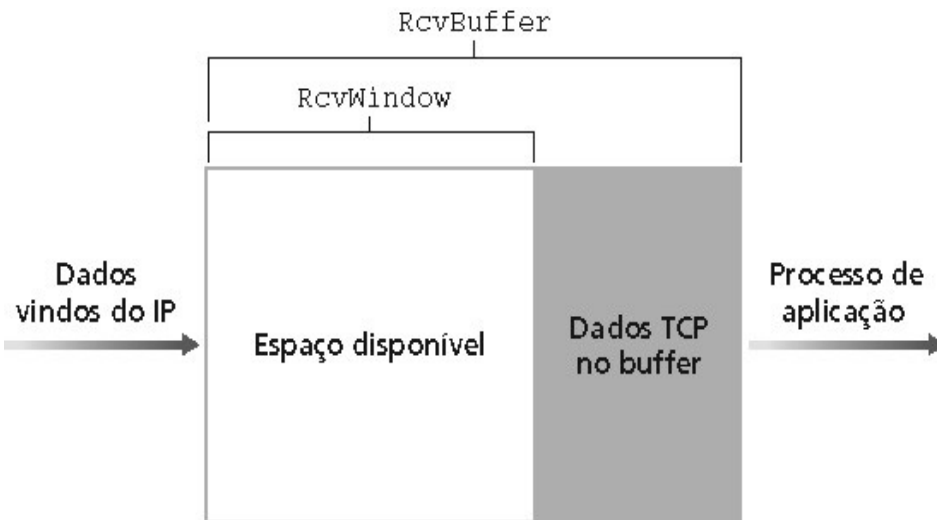 RcvBuffer
RcvWindow
Dados
vindos do IP
Espaço disponível
Dados TCP
no buffer
Processo de
aplicação